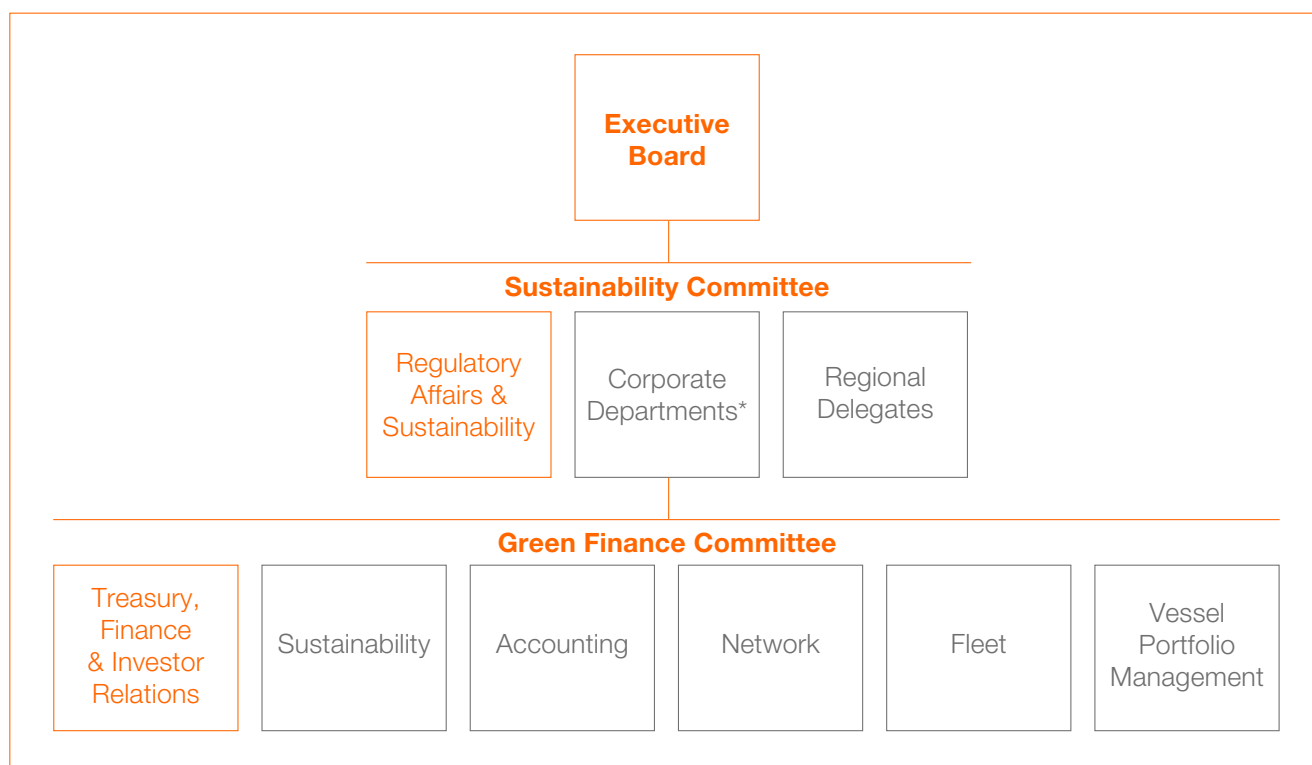 Executive
Board
Sustainability Committee
Regulatory
Affairs &
Sustainability
Corporate
Departments*
Regional
Delegates
Green Finance Committee
Treasury,
Finance
& Investor
Relations
Sustainability
Accounting
Network
Fleet
Vessel
Portfolio
Management